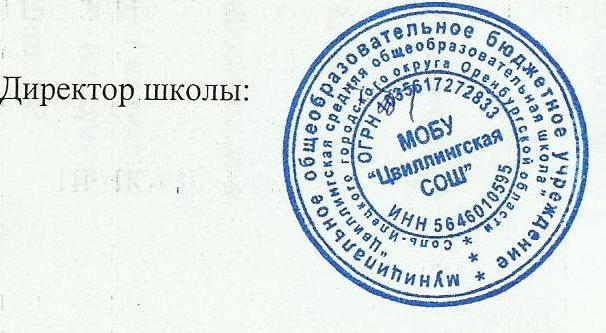 Директор школы:
Муниципальное общеобразовательное бюджетное учреждение
"Цвиллингская средняя общеобразовательная школа"
Соль-Илецкого городского округа Оренбургской области
ОГРН 1035617272833
МОБУ
"Цвиллингская
СОШ"
ИНН 5646010595